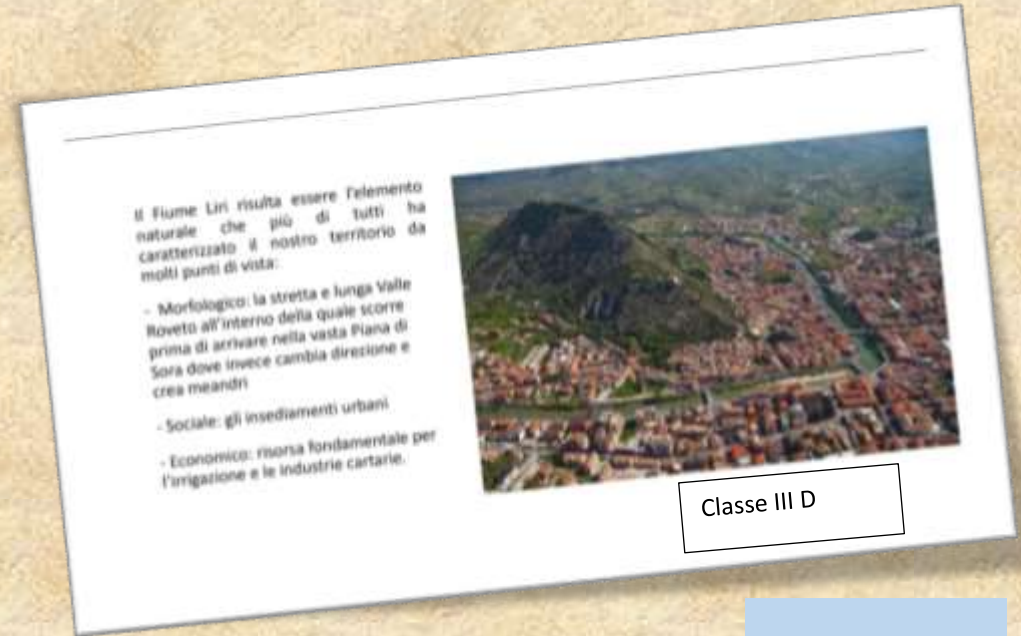 Il Fiume Liri risulta essere l'elemento
naturale che più di tutti ha
caratterizzato il nostro territorio da
molti punti di vista:
- Morfologico: la stretta e lunga Valle
Roveto all'interno della quale scorre
prima di arrivare nella vasta Piana di
Sora dove invece cambia direzione e
crea meandri
- Sociale: gli insediamenti urbani
- Economico: risorsa fondamentale per
l'irrigazione e le industrie cartarie.
Classe III D